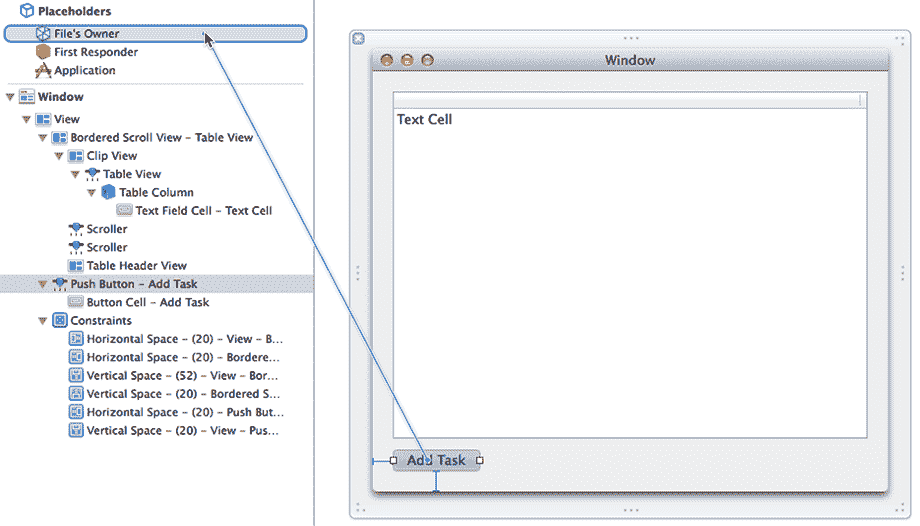 Placeholders
File's Owner
First Responder
Application
Window
View
Bordered Scroll View - Table View
Clip View
Table View
Table Column
Text Field Cell - Text Cell
Scroller
Scroller
Table Header View
Push Button - Add Task
Button Cell - Add Task
Constraints
Horizontal Space - (20) - View - B...
Horizontal Space - (20) - Bordere...
Vertical Space - (52) - View - Bor...
Vertical Space - (20) - Bordered S...
Horizontal Space - (20) - Push But...
Vertical Space - (20) - View - Pus...
Window
Text Cell
Add Task